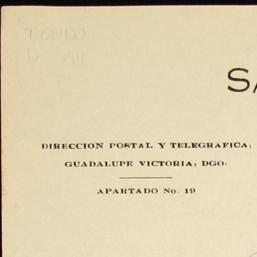 SA
DIRECCION POSTAL Y TELEGRAFICA;
GUADALUPE VICTORIA, DGO.
APARTADO No. 19